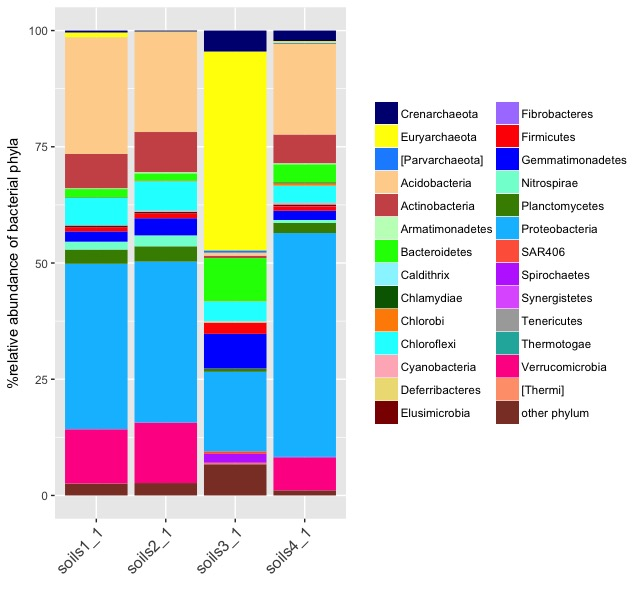 %relative abundance of bacterial phyla
100
75
50
25
0
soils1_1
soils2_1
soils3_1
soils4_1
Crenarchaeota
Euryarchaeota
[Parvarchaeota]
Acidobacteria
Actinobacteria
Armatimonadetes
Bacteroidetes
Caldithrix
Chlamydiae
Chlorobi
Chloroflexi
Cyanobacteria
Deferribacteres
Elusimicrobia
Fibrobacteres
Firmicutes
Gemmatimonadetes
Nitrospirae
Planctomycetes
Proteobacteria
SAR406
Spirochaetes
Synergistetes
Tenericutes
Thermotogae
Verrucomicrobia
[Thermi]
other phylum